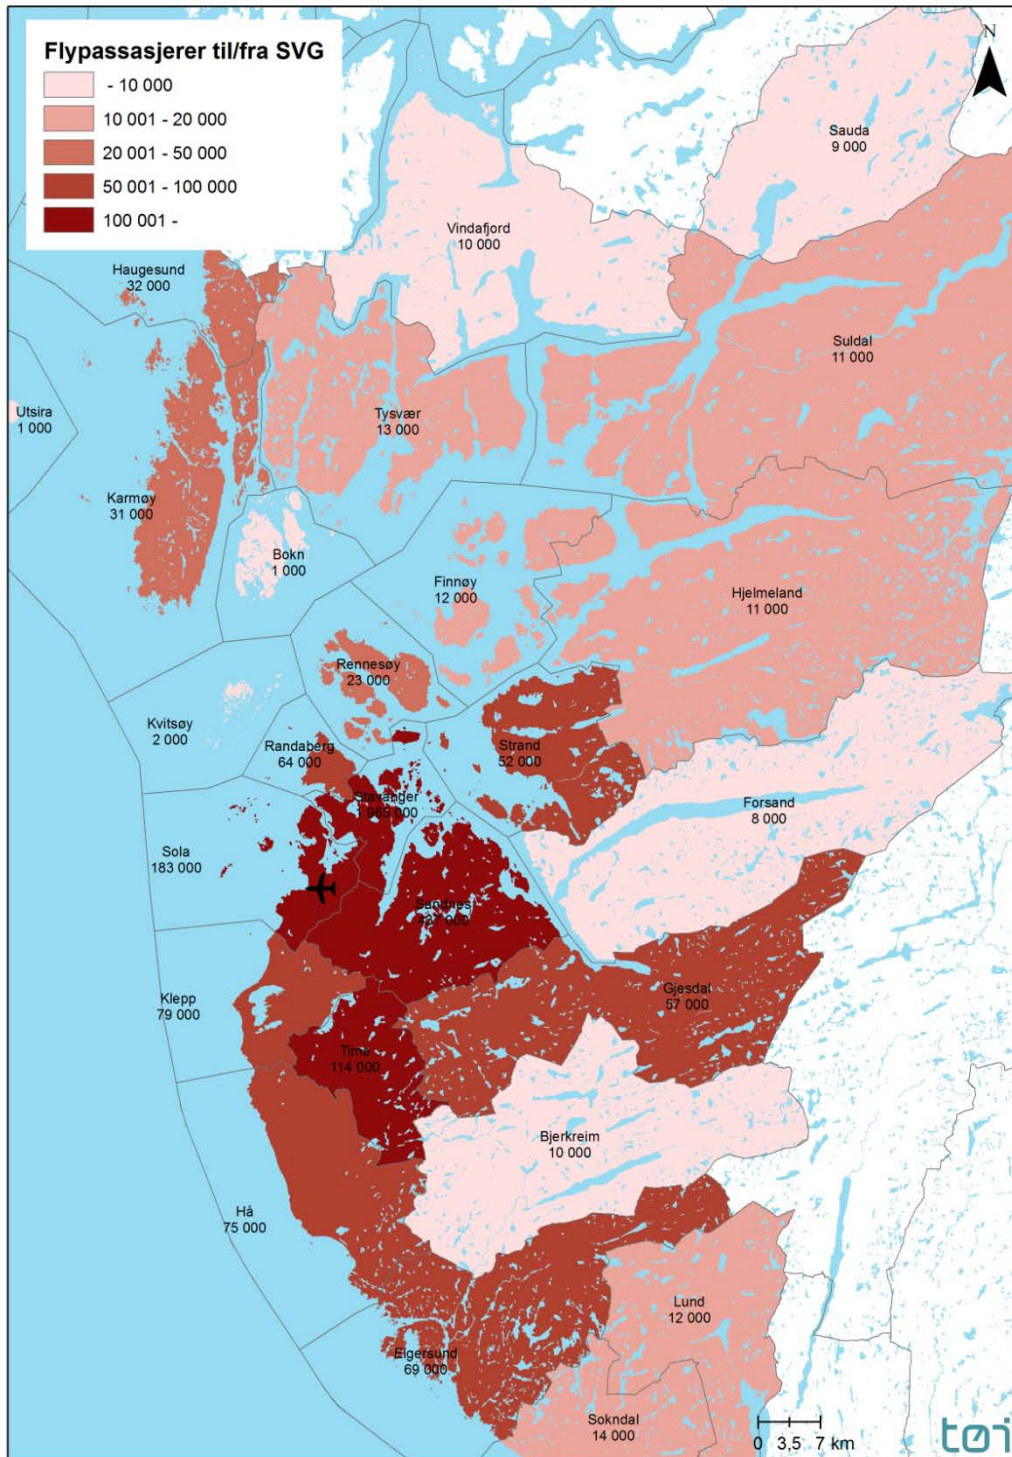 Flypassasjerer til/fra SVG
- 10 000
10 001 - 20 000
20 001 - 50 000
50 001 - 100 000
100 001 -
N
Sauda
9 000
Vindafjord
10 000
Haugesund
32 000
Suldal
11 000
Utsira
1 000
Tysvær
13 000
Karmøy
31 000
Bokn
1 000
Finnøy
12 000
Hjelmeland
11 000
Rennesøy
23 000
Kvitsøy
2 000
Randaberg
64 000
Strand
52 000
Stavanger
Forsand
8 000
Sola
183 000
Sandnes
Gjesdal
57 000
Klepp
79 000
Time
114 000
Bjerkreim
10 000
Hå
75 000
Lund
12 000
Eigersund
69 000
Sokndal
14 000
0 3,5 7 km
tøi